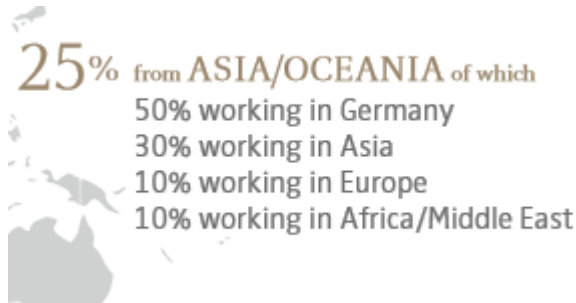 25% from ASIA/OCEANIA of which
50% working in Germany
30% working in Asia
10% working in Europe
10% working in Africa/Middle East